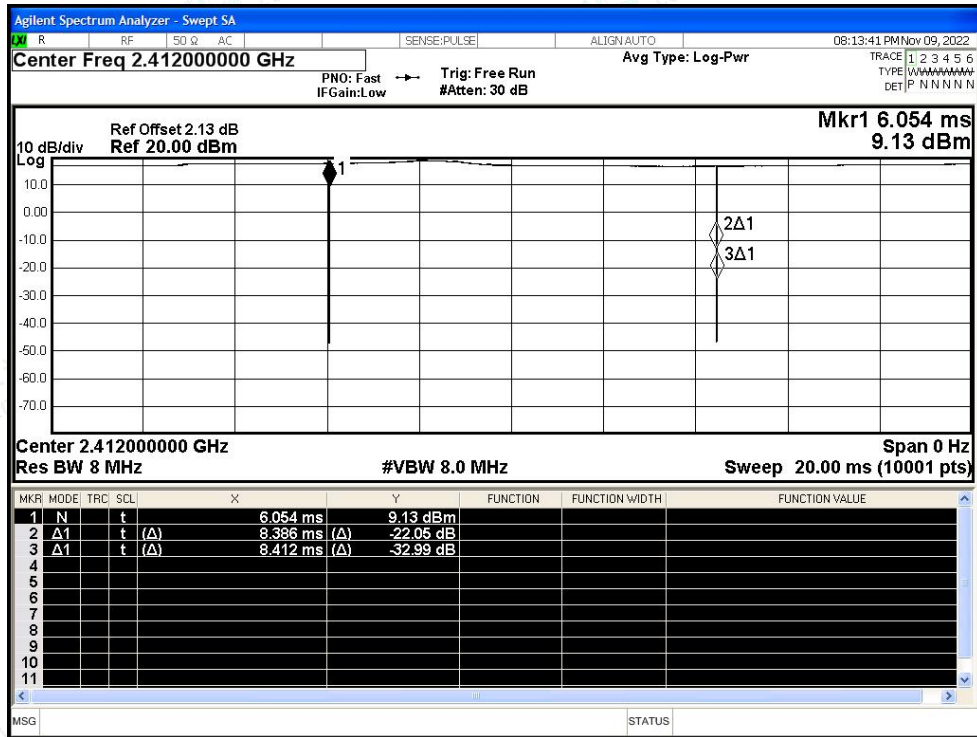 Agilent Spectrum Analyzer - Swept SA
LXI R RF 50 Ω AC SENSE:PULSE ALIGN AUTO 08:13:41 PM Nov 09, 2022
Center Freq 2.412000000 GHz
PNO: Fast
IFGain:Low
Trig: Free Run
#Atten: 30 dB
Avg Type: Log-Pwr
TRACE 1 2 3 4 5 6
TYPE WWWWWW
DET P N N N N N
Mkr1 6.054 ms
9.13 dBm
Ref Offset 2.13 dB
10 dB/div Ref 20.00 dBm
Log
1
10.0
0.00
2Δ1
-10.0
3Δ1
-20.0
-30.0
-40.0
-50.0
-60.0
-70.0
Center 2.412000000 GHz Span 0 Hz
Res BW 8 MHz #VBW 8.0 MHz Sweep 20.00 ms (10001 pts)
MKR MODE TRC SCL X Y FUNCTION FUNCTION WIDTH FUNCTION VALUE
1 N t 6.054 ms 9.13 dBm
2 Δ1 t (Δ) 8.386 ms (Δ) -22.05 dB
3 Δ1 t (Δ) 8.412 ms (Δ) -32.99 dB
4
5
6
7
8
9
10
11
MSG STATUS